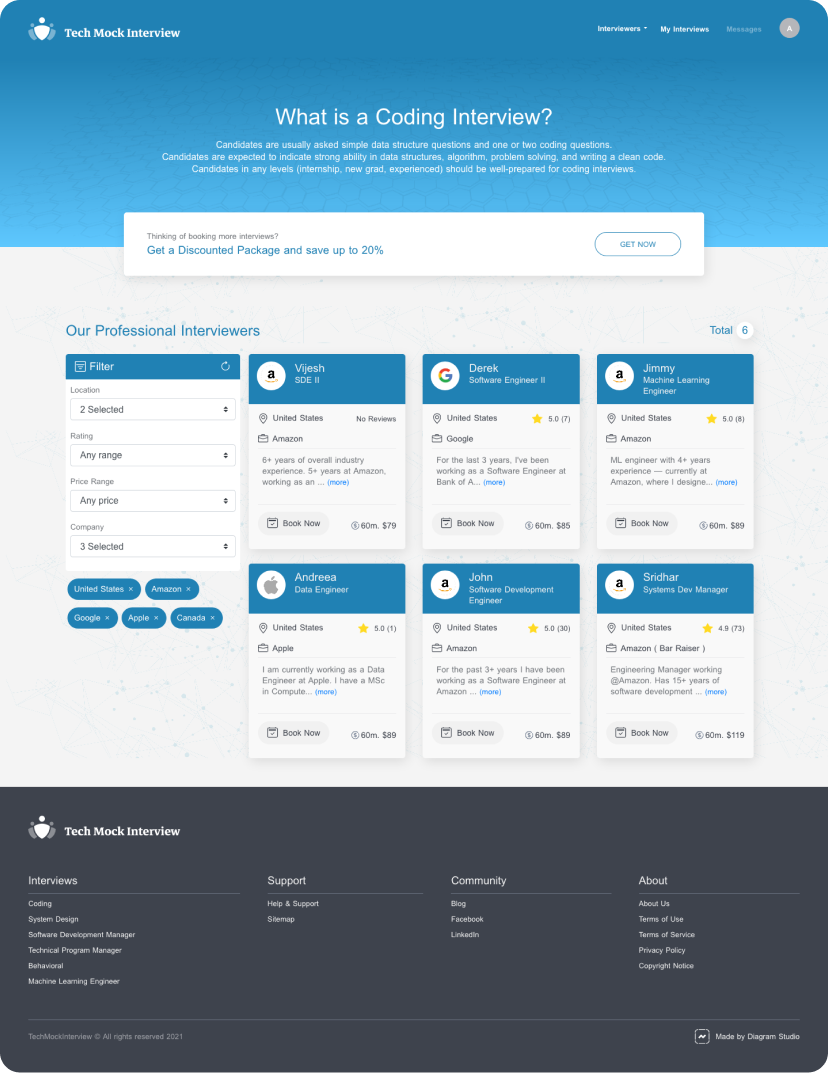 Tech Mock Interview
Interviewers
My Interviews
Messages
A
What is a Coding Interview?
Candidates are usually asked simple data structure questions and one or two coding questions.
Candidates are expected to indicate strong ability in data structures, algorithm, problem solving, and writing a clean code.
Candidates in any levels (internship, new grad, experienced) should be well-prepared for coding interviews.
Thinking of booking more interviews?
Get a Discounted Package and save up to 20%
GET NOW
Our Professional Interviewers
Total 6
Filter
Location
2 Selected
Rating
Any range
Price Range
Any price
Company
3 Selected
United States ×
Amazon ×
Google ×
Apple ×
Canada ×
a
Vijesh
SDE II
United States
No Reviews
Amazon
6+ years of overall industry
experience. 5+ years at Amazon,
working as an ... (more)
Book Now
60m. $79
G
Derek
Software Engineer II
United States
5.0 (7)
Google
For the last 3 years, I've been
working as a Software Engineer at
Bank of A... (more)
Book Now
60m. $85
a
Jimmy
Machine Learning
Engineer
United States
5.0 (8)
Amazon
ML engineer with 4+ years
experience — currently at
Amazon, where I designe... (more)
Book Now
60m. $89
Andreea
Data Engineer
United States
5.0 (1)
Apple
I am currently working as a Data
Engineer at Apple. I have a MSc
in Compute... (more)
Book Now
60m. $89
a
John
Software Development
Engineer
United States
5.0 (30)
Amazon
For the past 3+ years I have been
working as a Software Engineer at
Amazon ... (more)
Book Now
60m. $89
a
Sridhar
Systems Dev Manager
United States
4.9 (73)
Amazon ( Bar Raiser )
Engineering Manager working
@Amazon. Has 15+ years of
software development ... (more)
Book Now
60m. $119
Tech Mock Interview
Interviews
Coding
System Design
Software Development Manager
Technical Program Manager
Behavioral
Machine Learning Engineer
Support
Help & Support
Sitemap
Community
Blog
Facebook
LinkedIn
About
About Us
Terms of Use
Terms of Service
Privacy Policy
Copyright Notice
TechMockInterview © All rights reserved 2021
Made by Diagram Studio